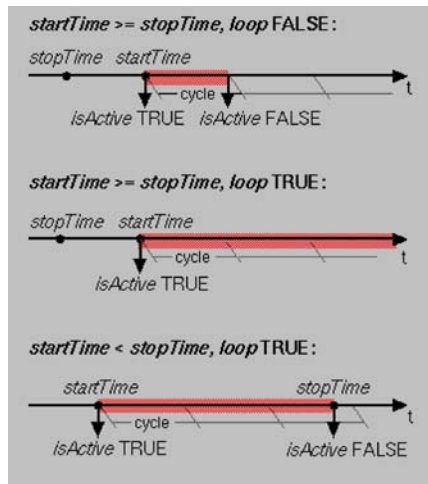 startTime >= stopTime, loop FALSE:
stopTime startTime
cycle
t
isActive TRUE isActive FALSE
startTime >= stopTime, loop TRUE:
stopTime startTime
cycle
t
isActive TRUE
startTime < stopTime, loop TRUE:
startTime stopTime
cycle
t
isActive TRUE isActive FALSE